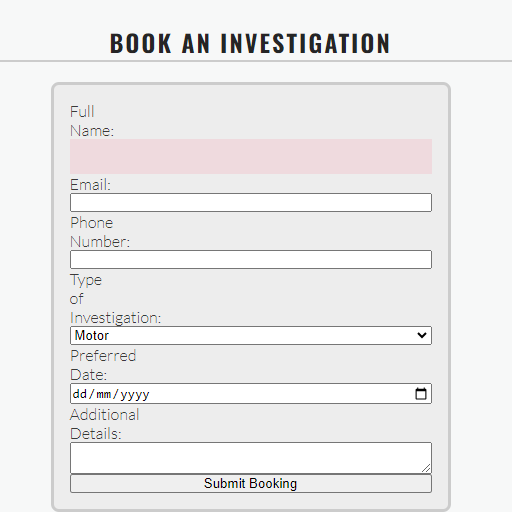 BOOK AN INVESTIGATION
Full
Name:
Email:
Phone
Number:
Type
of
Investigation:
Motor
Preferred
Date:
dd/mm/yyyy
Additional
Details:
Submit Booking